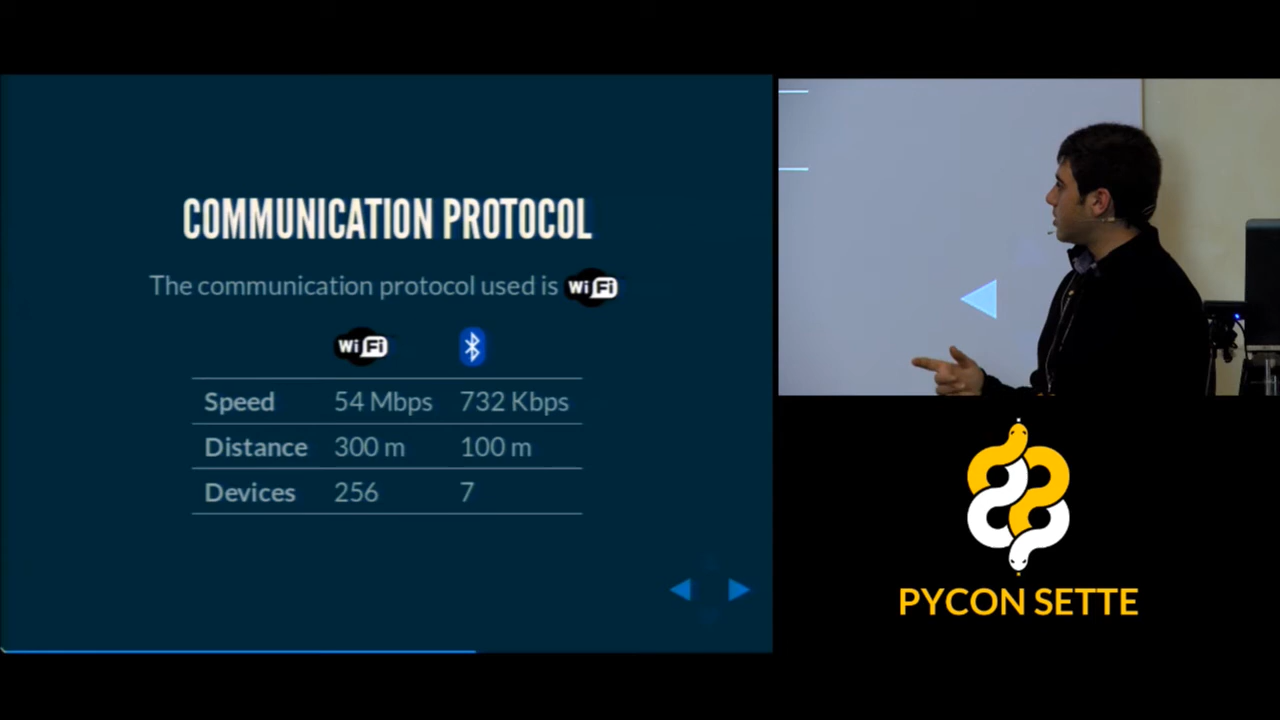 COMMUNICATION PROTOCOL
The communication protocol used is WiFi
WiFi
Speed 54 Mbps 732 Kbps
Distance 300 m 100 m
Devices 256 7
PYCON SETTE